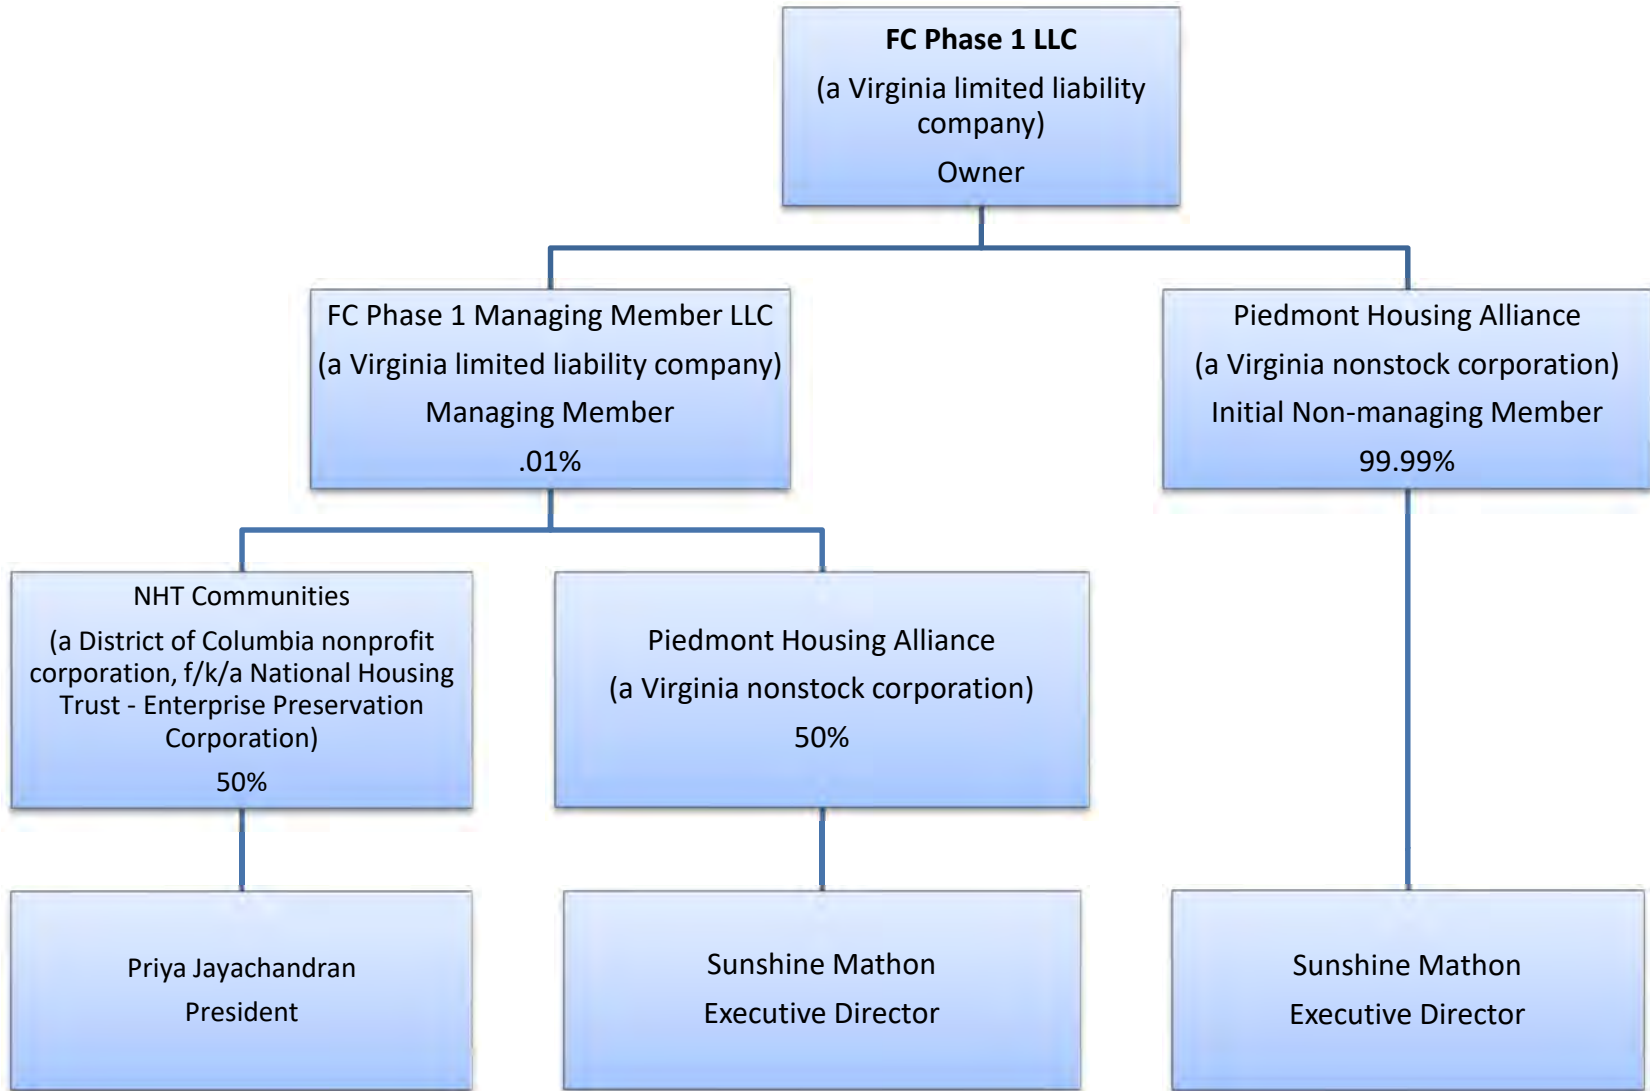 FC Phase 1 LLC
(a Virginia limited liability
company)
Owner
FC Phase 1 Managing Member LLC
(a Virginia limited liability company)
Managing Member
.01%
Piedmont Housing Alliance
(a Virginia nonstock corporation)
Initial Non-managing Member
99.99%
NHT Communities
(a District of Columbia nonprofit
corporation, f/k/a National Housing
Trust - Enterprise Preservation
Corporation)
50%
Piedmont Housing Alliance
(a Virginia nonstock corporation)
50%
Priya Jayachandran
President
Sunshine Mathon
Executive Director
Sunshine Mathon
Executive Director